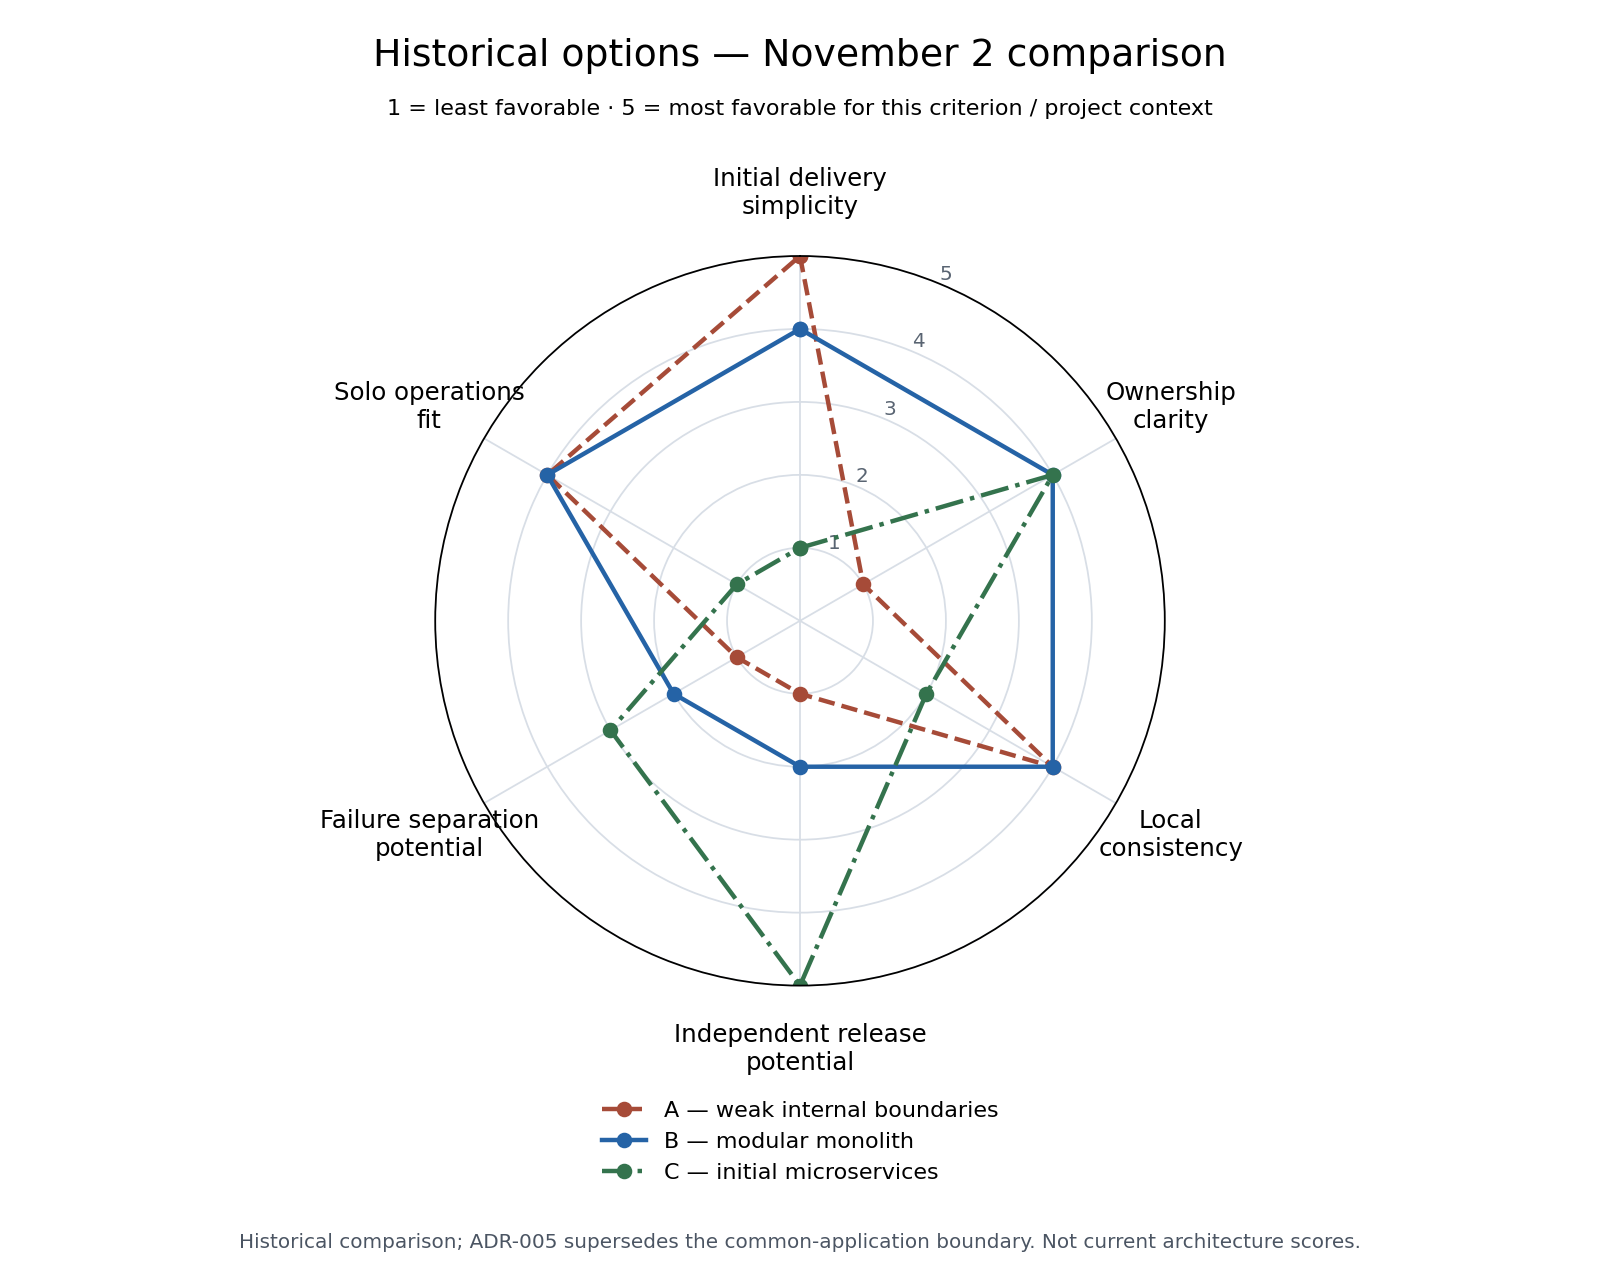 Historical options — November 2 comparison
1 = least favorable · 5 = most favorable for this criterion / project context
Initial delivery
simplicity
5
4
3
2
1
Solo operations
fit
Ownership
clarity
Failure separation
potential
Local
consistency
Independent release
potential
A — weak internal boundaries
B — modular monolith
C — initial microservices
Historical comparison; ADR-005 supersedes the common-application boundary. Not current architecture scores.